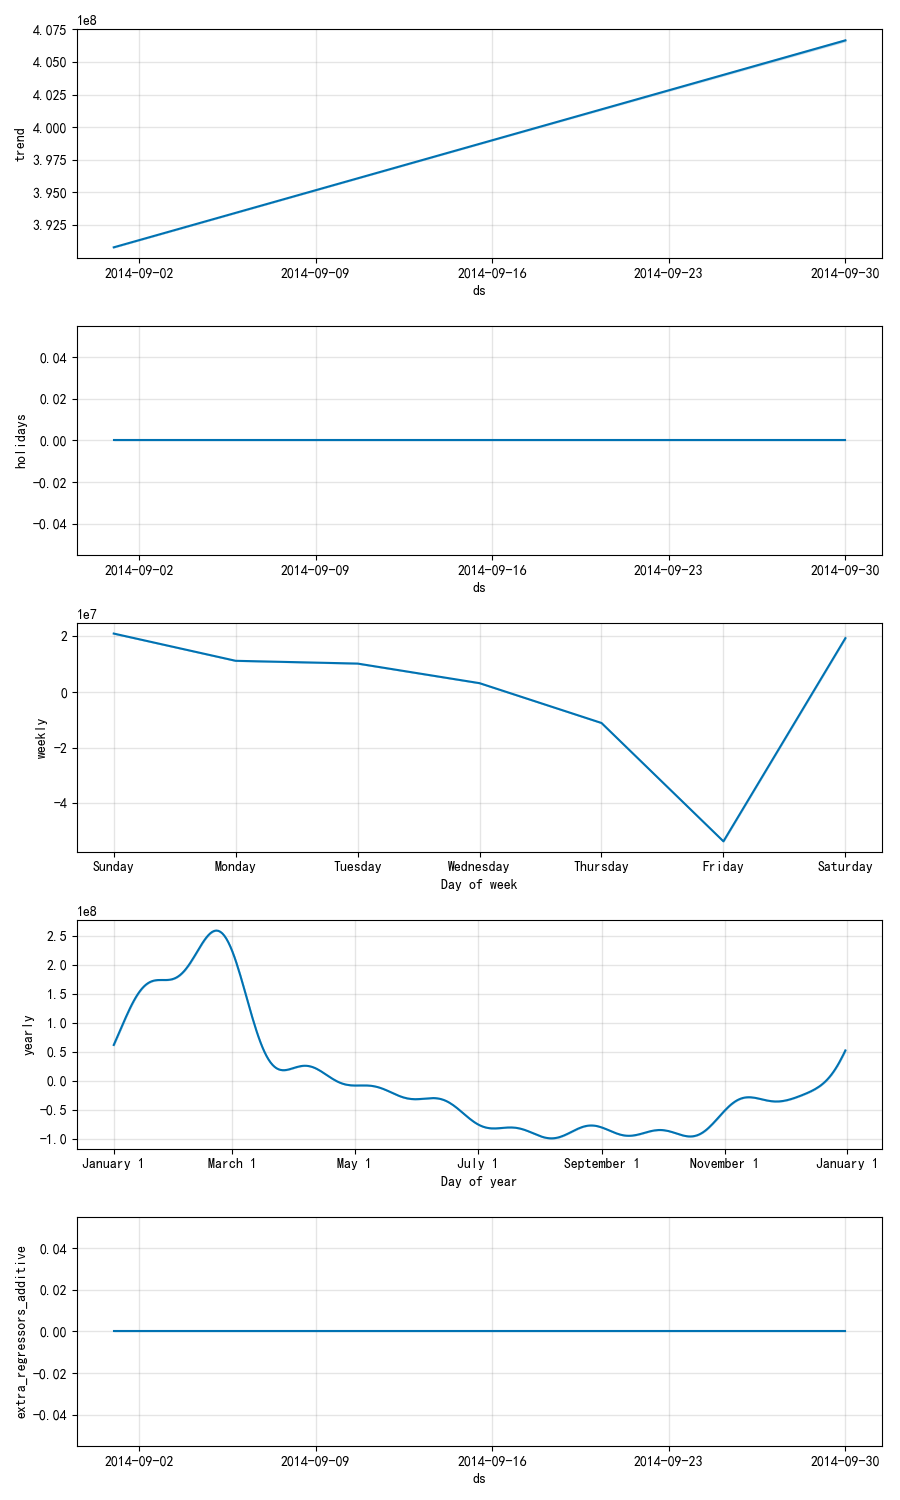 1e8
4.075
4.050
4.025
4.000
3.975
3.950
3.925
trend
2014-09-02 2014-09-09 2014-09-16 2014-09-23 2014-09-30
ds
0.04
0.02
0.00
-0.02
-0.04
holidays
2014-09-02 2014-09-09 2014-09-16 2014-09-23 2014-09-30
ds
1e7
2
0
-2
-4
weekly
Sunday Monday Tuesday Wednesday Thursday Friday Saturday
Day of week
1e8
2.5
2.0
1.5
1.0
0.5
0.0
-0.5
-1.0
yearly
January 1 March 1 May 1 July 1 September 1 November 1 January 1
Day of year
0.04
0.02
0.00
-0.02
-0.04
extra_regressors_additive
2014-09-02 2014-09-09 2014-09-16 2014-09-23 2014-09-30
ds